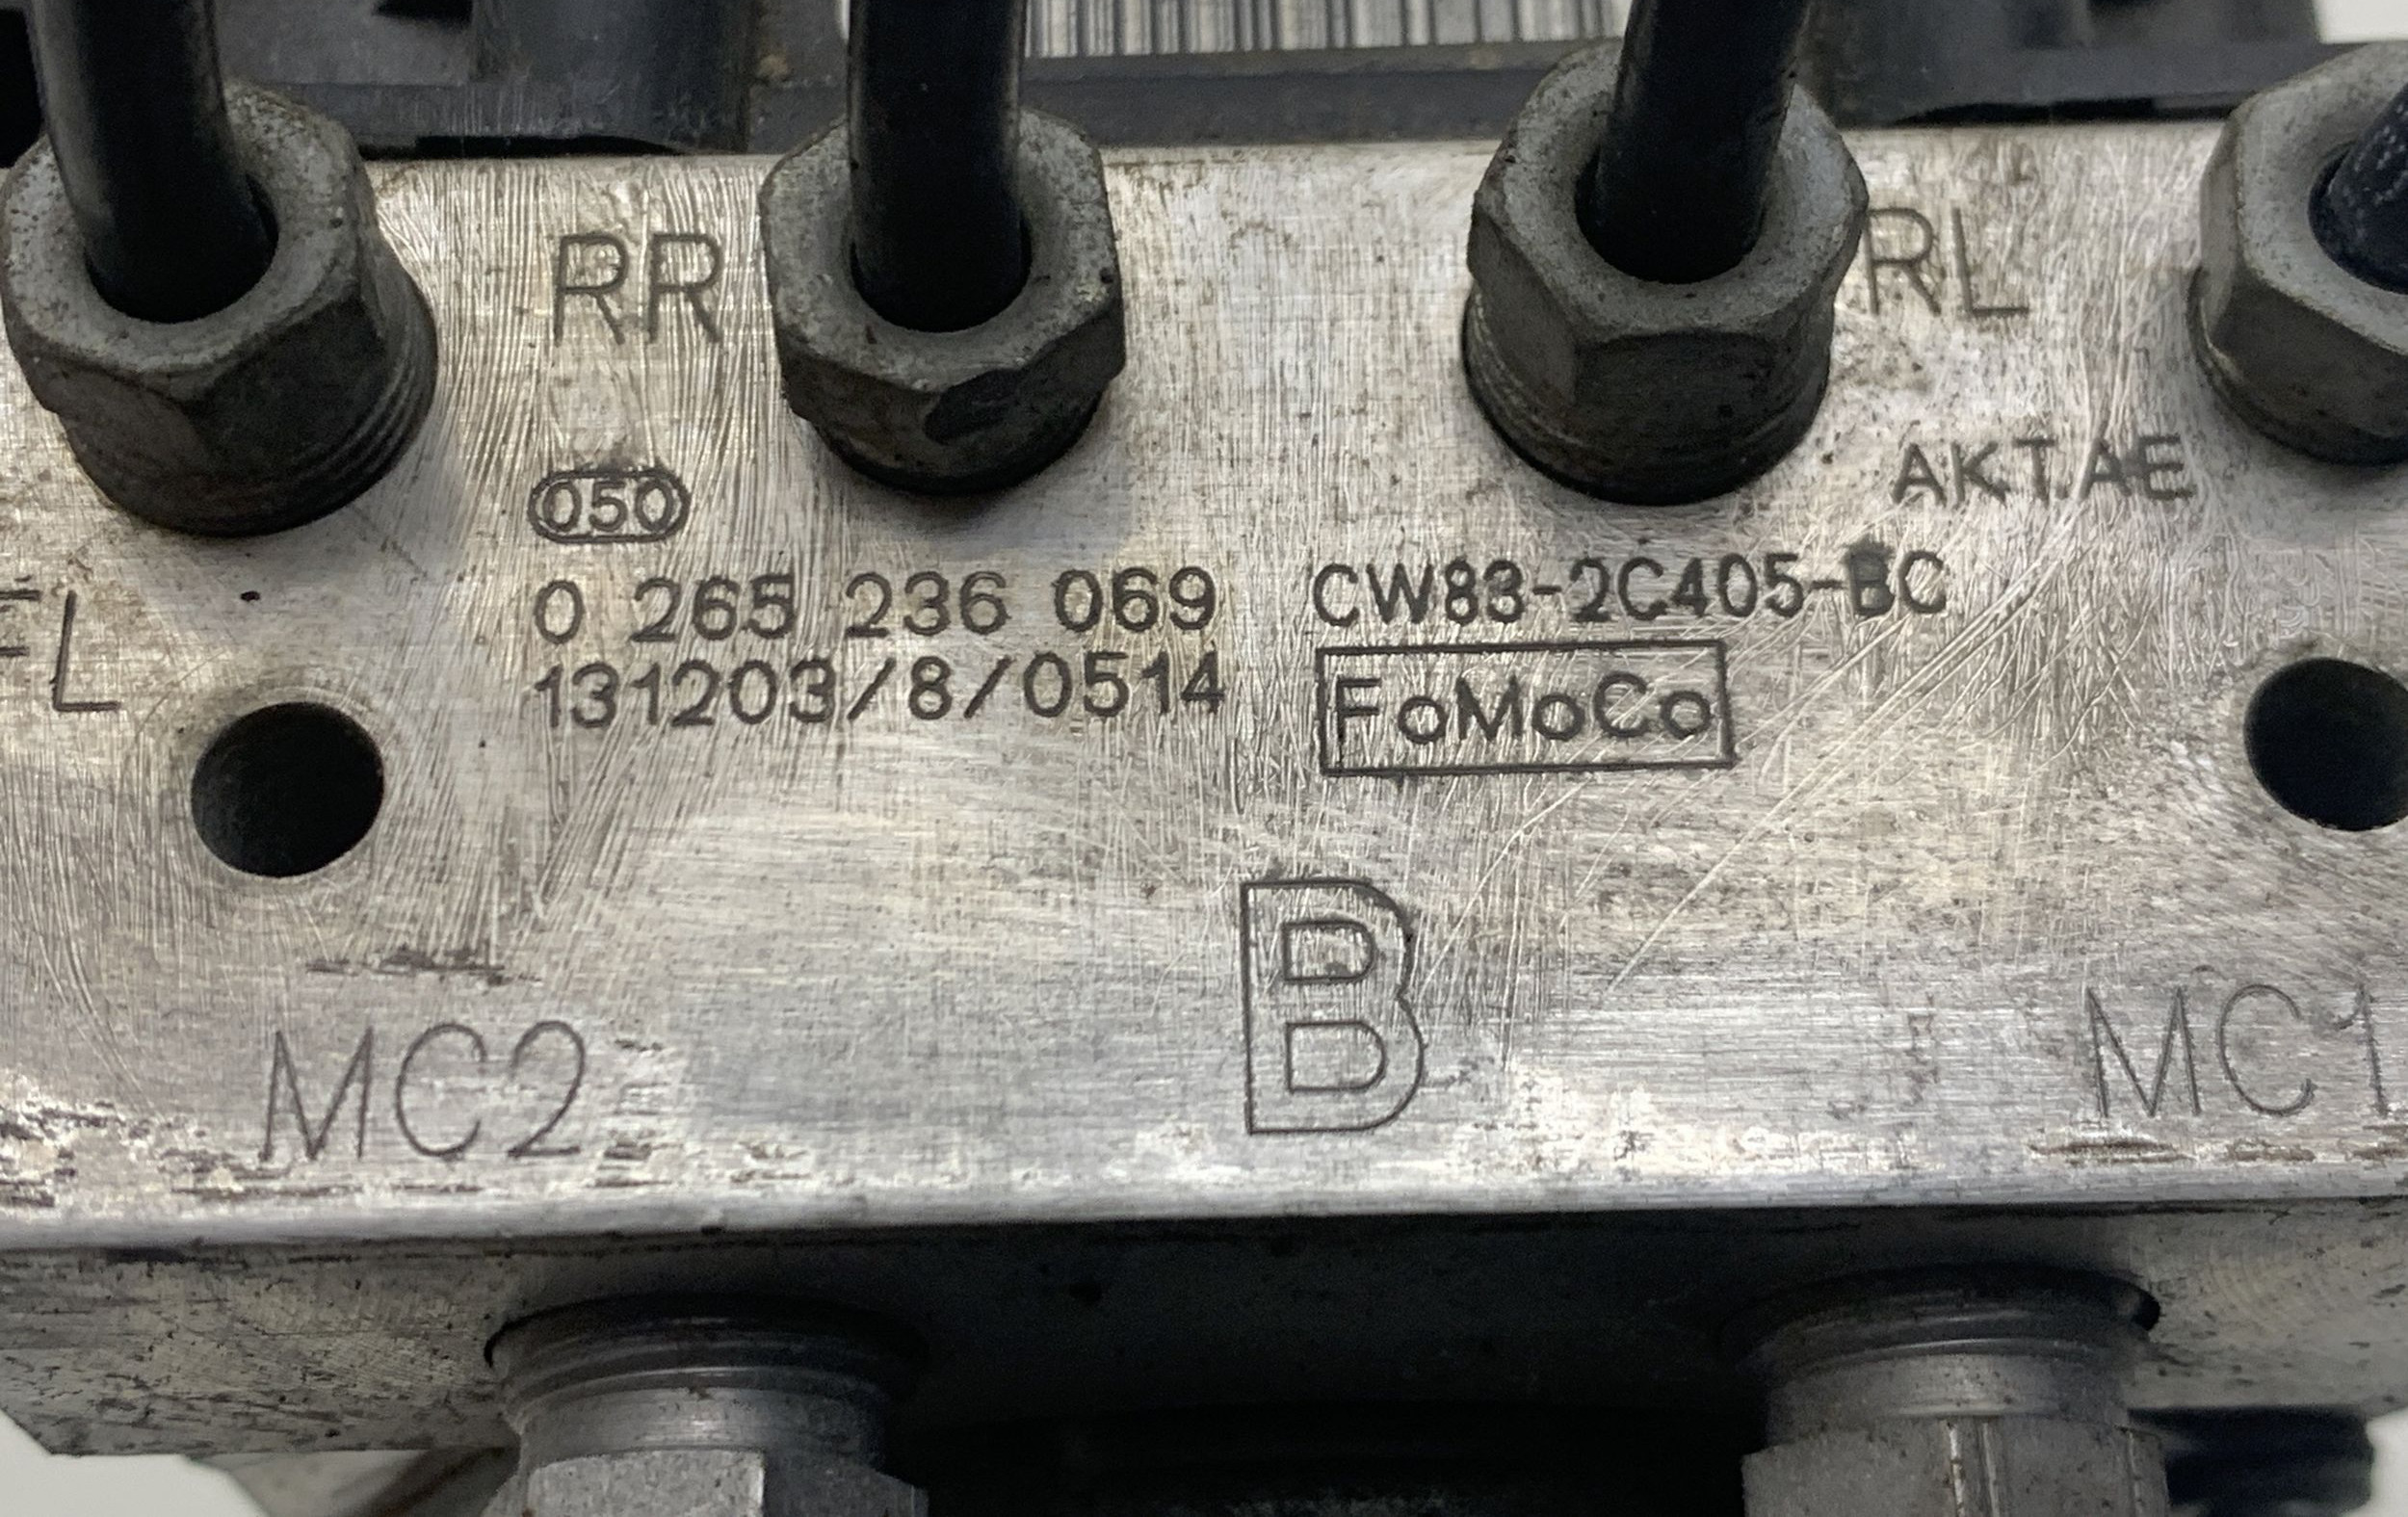 RR
RL
050
AKT.AE
0 265 236 069
CW83-2C405-BC
131203/8/0514
FoMoCo
FL
B
MC2
MC1